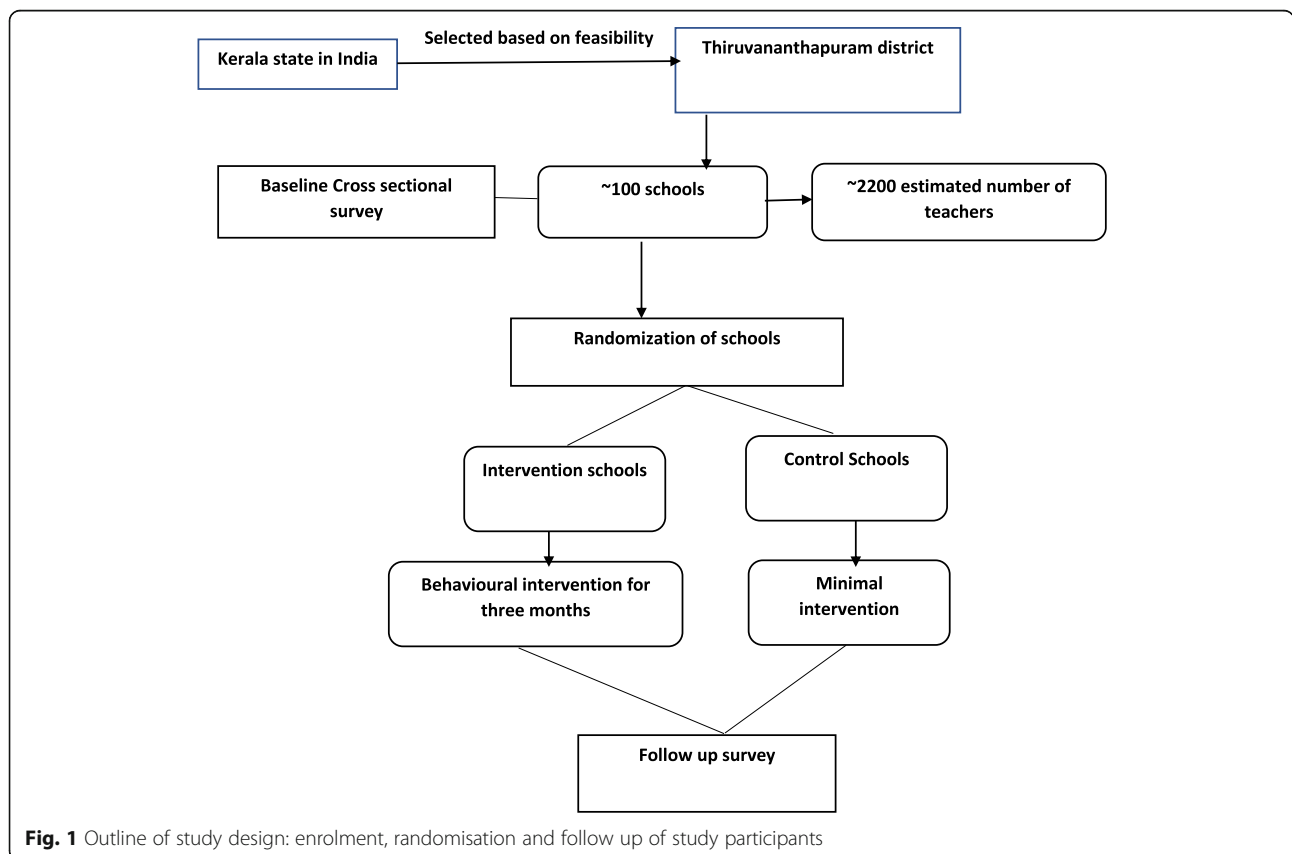 Selected based on feasibility
Kerala state in India
Thiruvananthapuram district
Baseline Cross sectional
survey
~100 schools
~2200 estimated number of
teachers
Randomization of schools
Intervention schools
Control Schools
Behavioural intervention for
three months
Minimal
intervention
Follow up survey
Fig. 1 Outline of study design: enrolment, randomisation and follow up of study participants